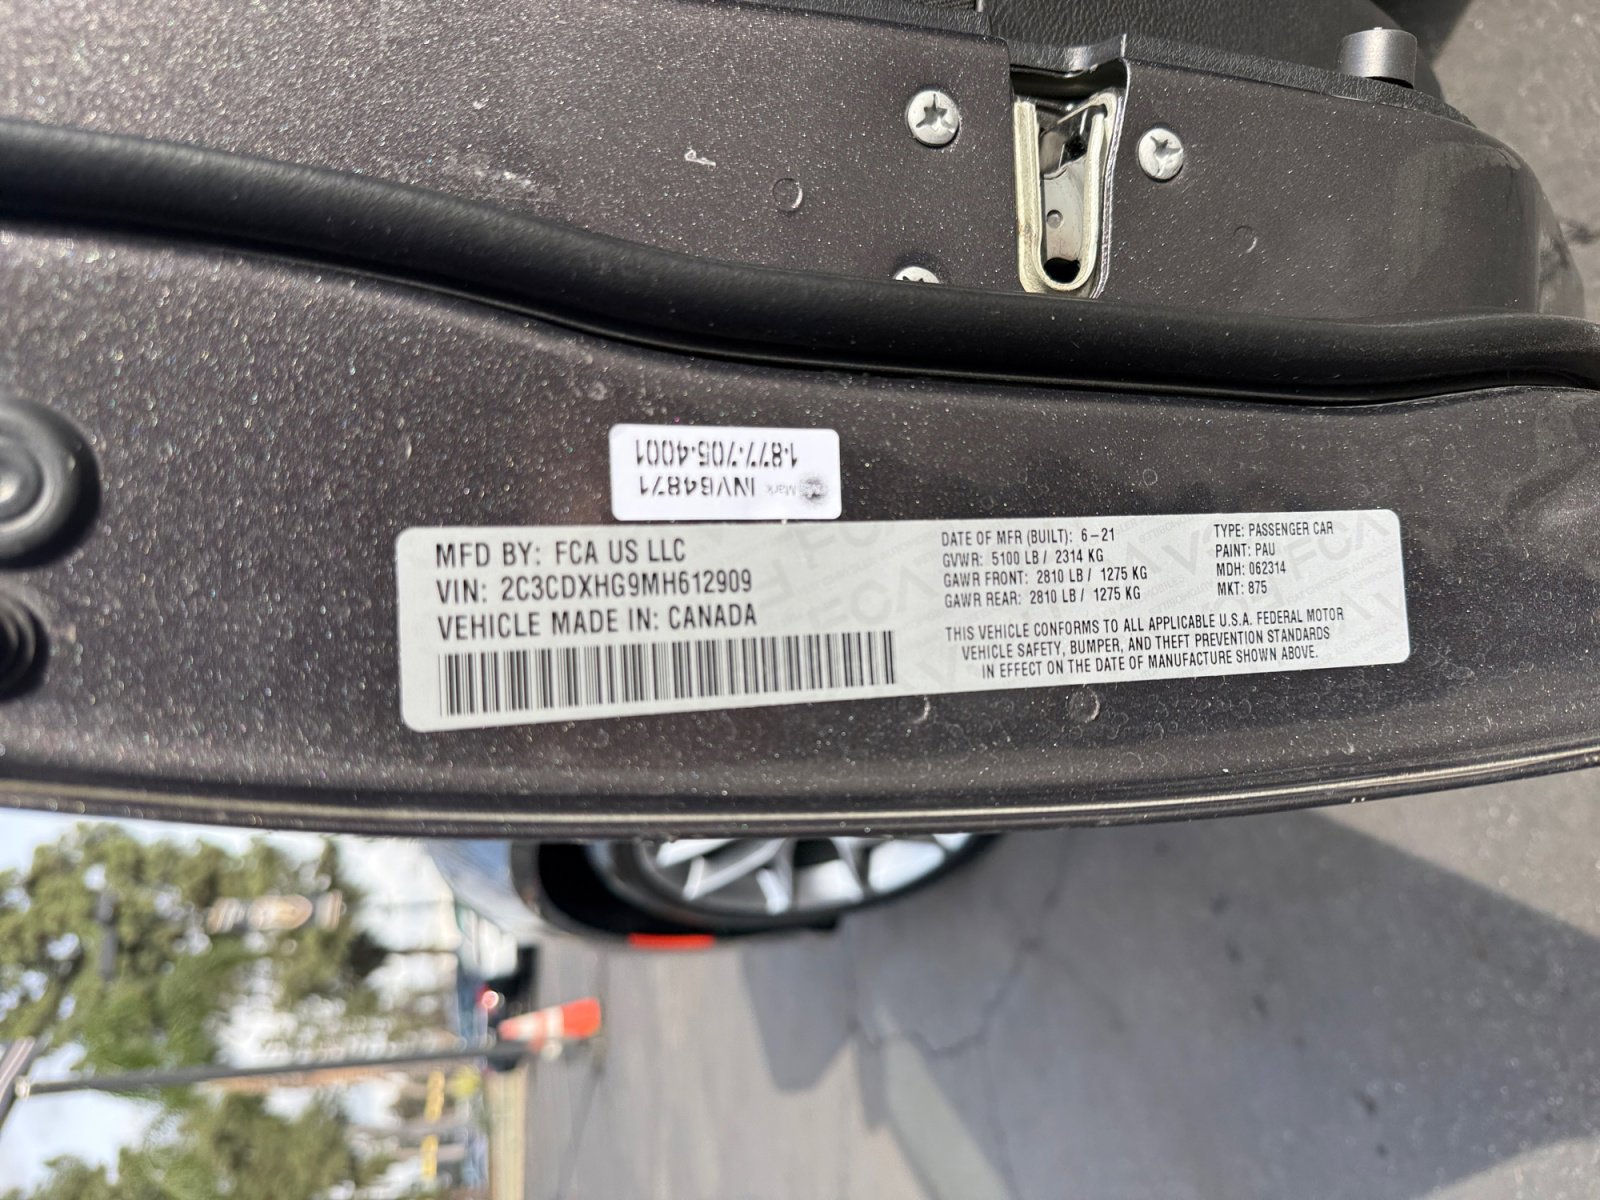 INVB4871
1-877-705-4001
MFD BY: FCA US LLC
VIN: 2C3CDXHG9MH612909
VEHICLE MADE IN: CANADA
DATE OF MFR (BUILT): 6-21
GVWR: 5100 LB / 2314 KG
GAWR FRONT: 2810 LB / 1275 KG
GAWR REAR: 2810 LB / 1275 KG
TYPE: PASSENGER CAR
PAINT: PAU
MDH: 062314
MKT: 875
THIS VEHICLE CONFORMS TO ALL APPLICABLE U.S.A. FEDERAL MOTOR
VEHICLE SAFETY, BUMPER, AND THEFT PREVENTION STANDARDS
IN EFFECT ON THE DATE OF MANUFACTURE SHOWN ABOVE.